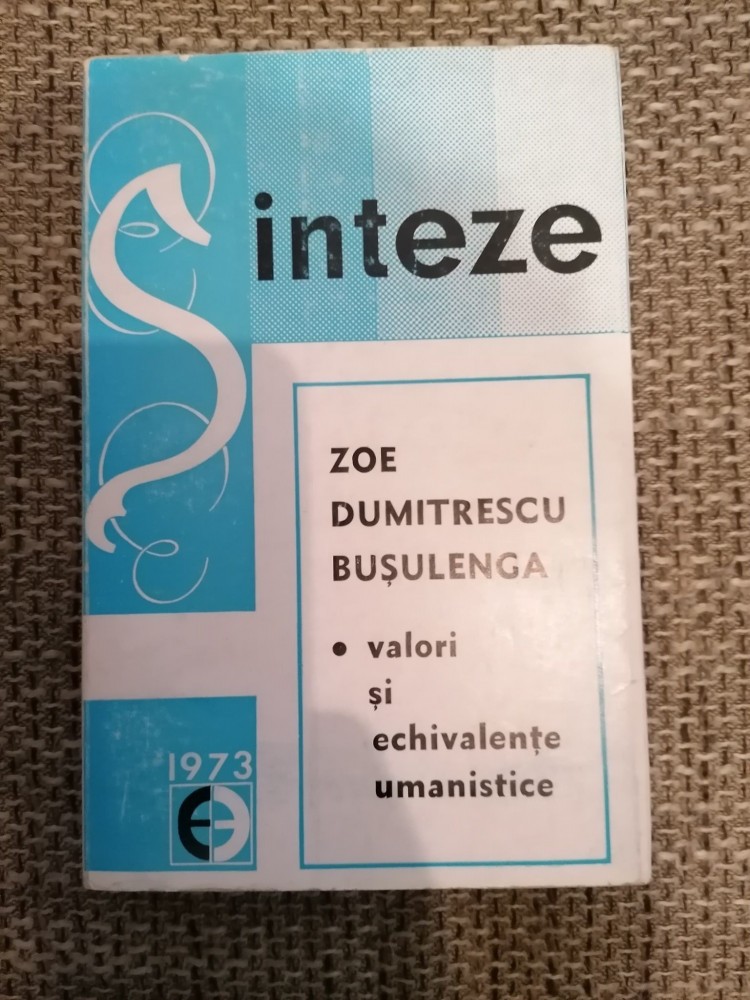 Sinteze
ZOE
DUMITRESCU
BUȘULENGA
• valori
și
echivalențe
umanistice
1973